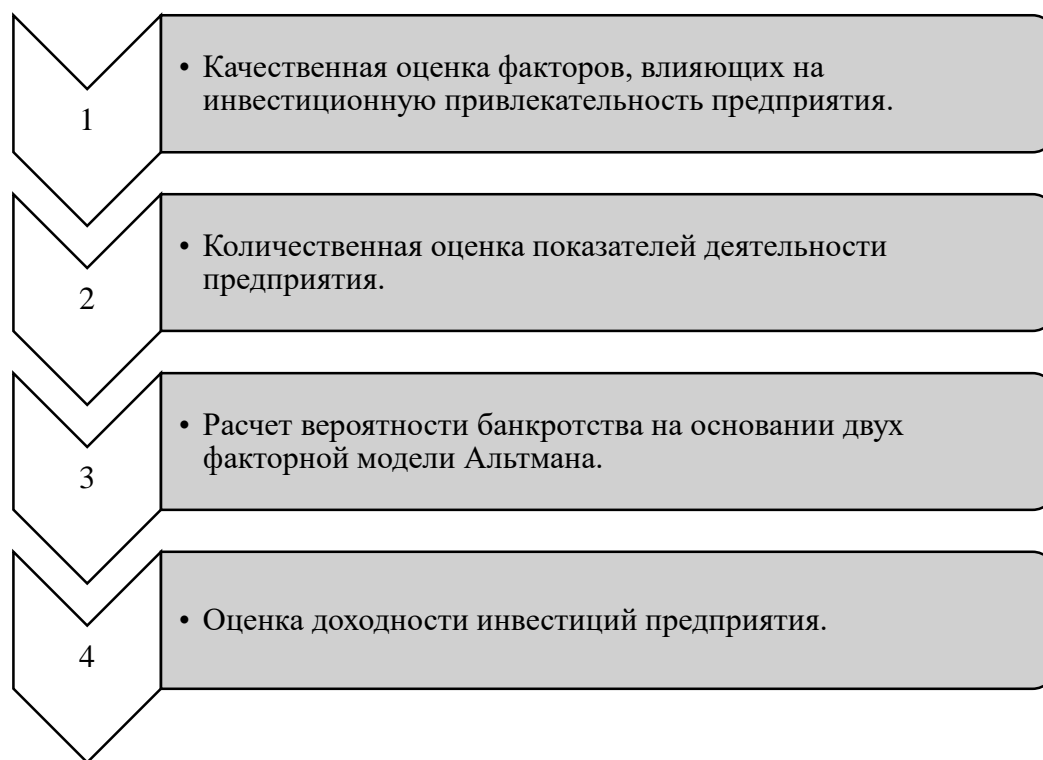 1
• Качественная оценка факторов, влияющих на
инвестиционную привлекательность предприятия.
2
• Количественная оценка показателей деятельности
предприятия.
3
• Расчет вероятности банкротства на основании двух
факторной модели Альтмана.
4
• Оценка доходности инвестиций предприятия.